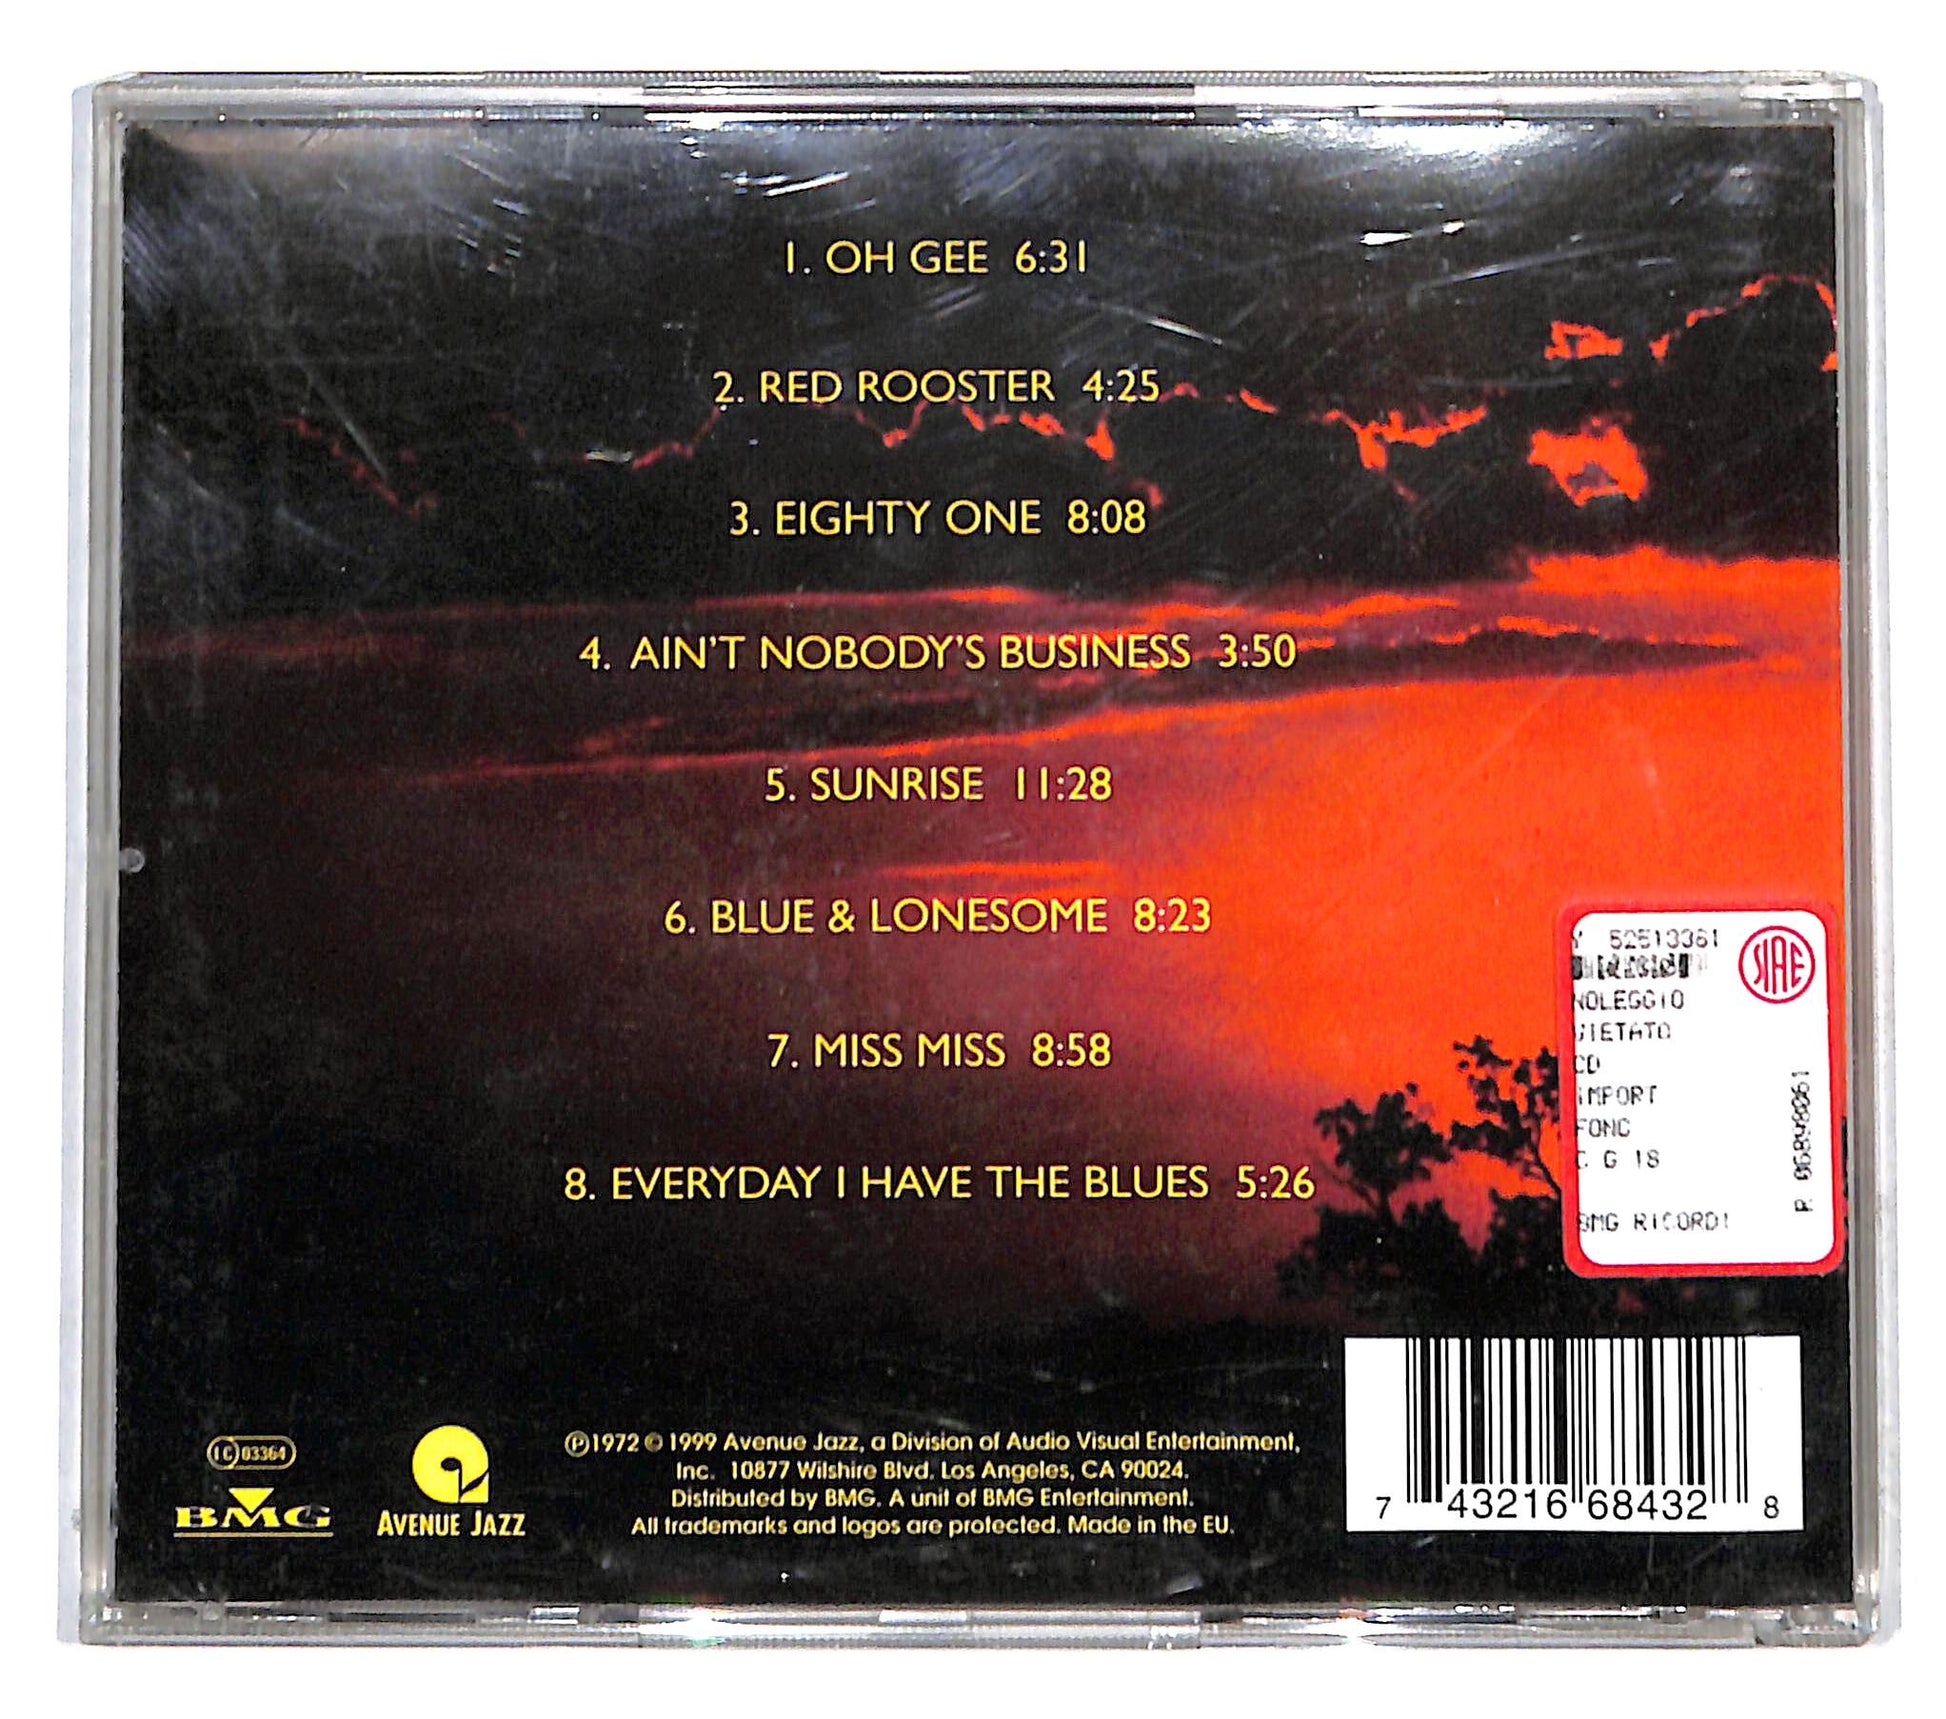 1. OH GEE 6:31
2. RED ROOSTER 4:25
3. EIGHTY ONE 8:08
4. AIN'T NOBODY'S BUSINESS 3:50
5. SUNRISE 11:28
6. BLUE & LONESOME 8:23
7. MISS MISS 8:58
8. EVERYDAY I HAVE THE BLUES 5:26
Y 52513361
SIAE
NOLEGGIO
VIETATO
CD
IMPORT
FONO
C G 18
BMG RICORDI
LC 03364
BMG
AVENUE JAZZ
℗1972 © 1999 Avenue Jazz, a Division of Audio Visual Entertainment,
Inc. 10877 Wilshire Blvd. Los Angeles, CA 90024.
Distributed by BMG. A unit of BMG Entertainment.
All trademarks and logos are protected. Made in the EU.
7 43216 68432 8